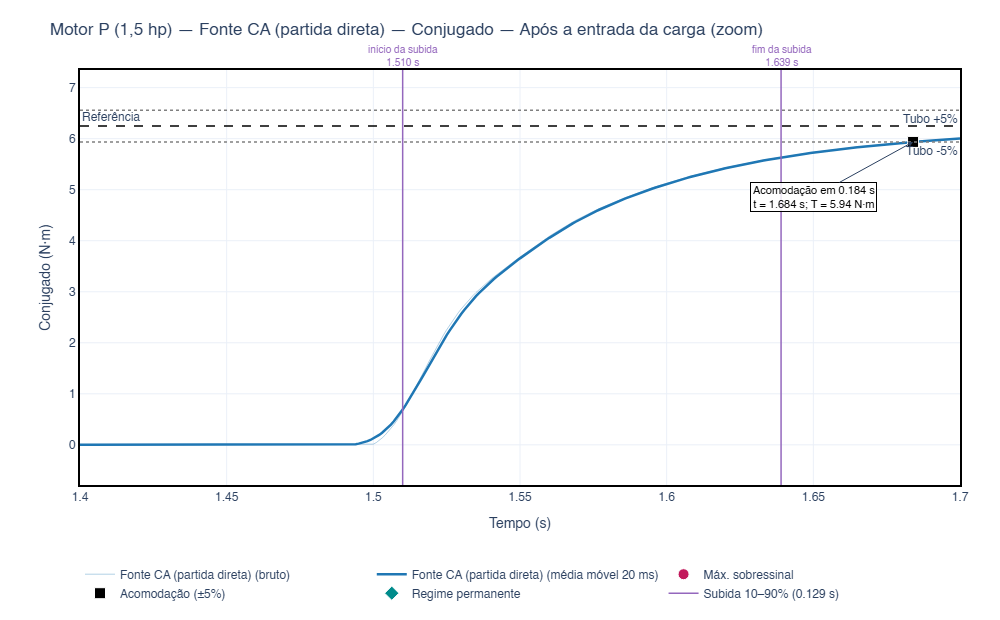 Motor P (1,5 hp) — Fonte CA (partida direta) — Conjugado — Após a entrada da carga (zoom)
início da subida
1.510 s
fim da subida
1.639 s
7
6
5
4
3
2
1
0
Referência
Tubo +5%
Tubo -5%
Acomodação em 0.184 s
t = 1.684 s; T = 5.94 N·m
Conjugado (N·m)
1.4
1.45
1.5
1.55
1.6
1.65
1.7
Tempo (s)
Fonte CA (partida direta) (bruto)
Fonte CA (partida direta) (média móvel 20 ms)
Máx. sobressinal
Acomodação (±5%)
Regime permanente
Subida 10–90% (0.129 s)